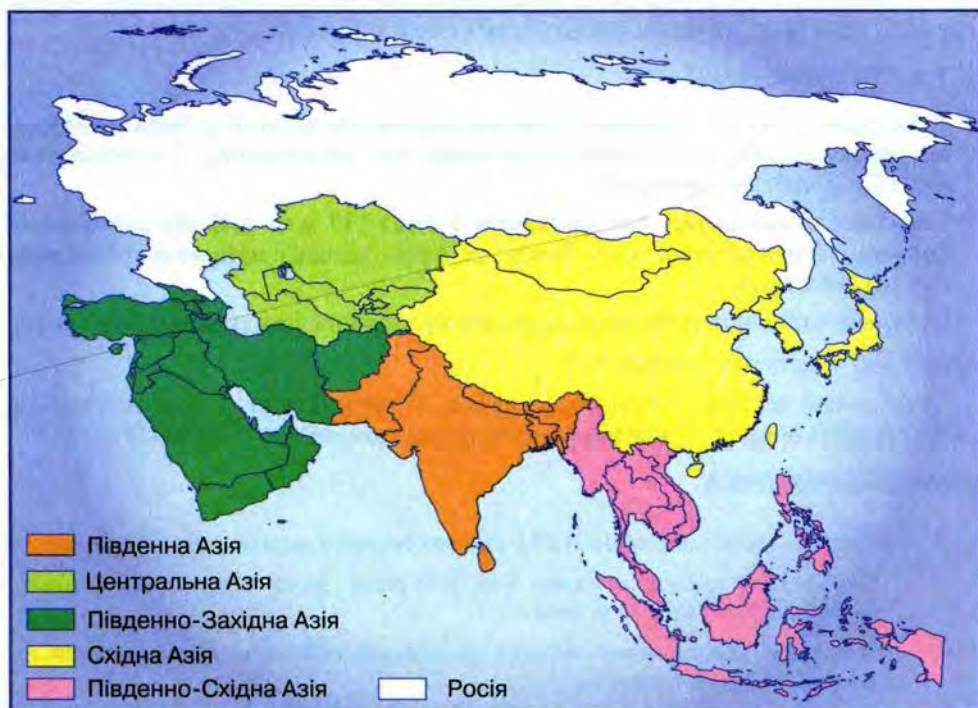 Південна Азія
Центральна Азія
Південно-Західна Азія
Східна Азія
Південно-Східна Азія
Росія